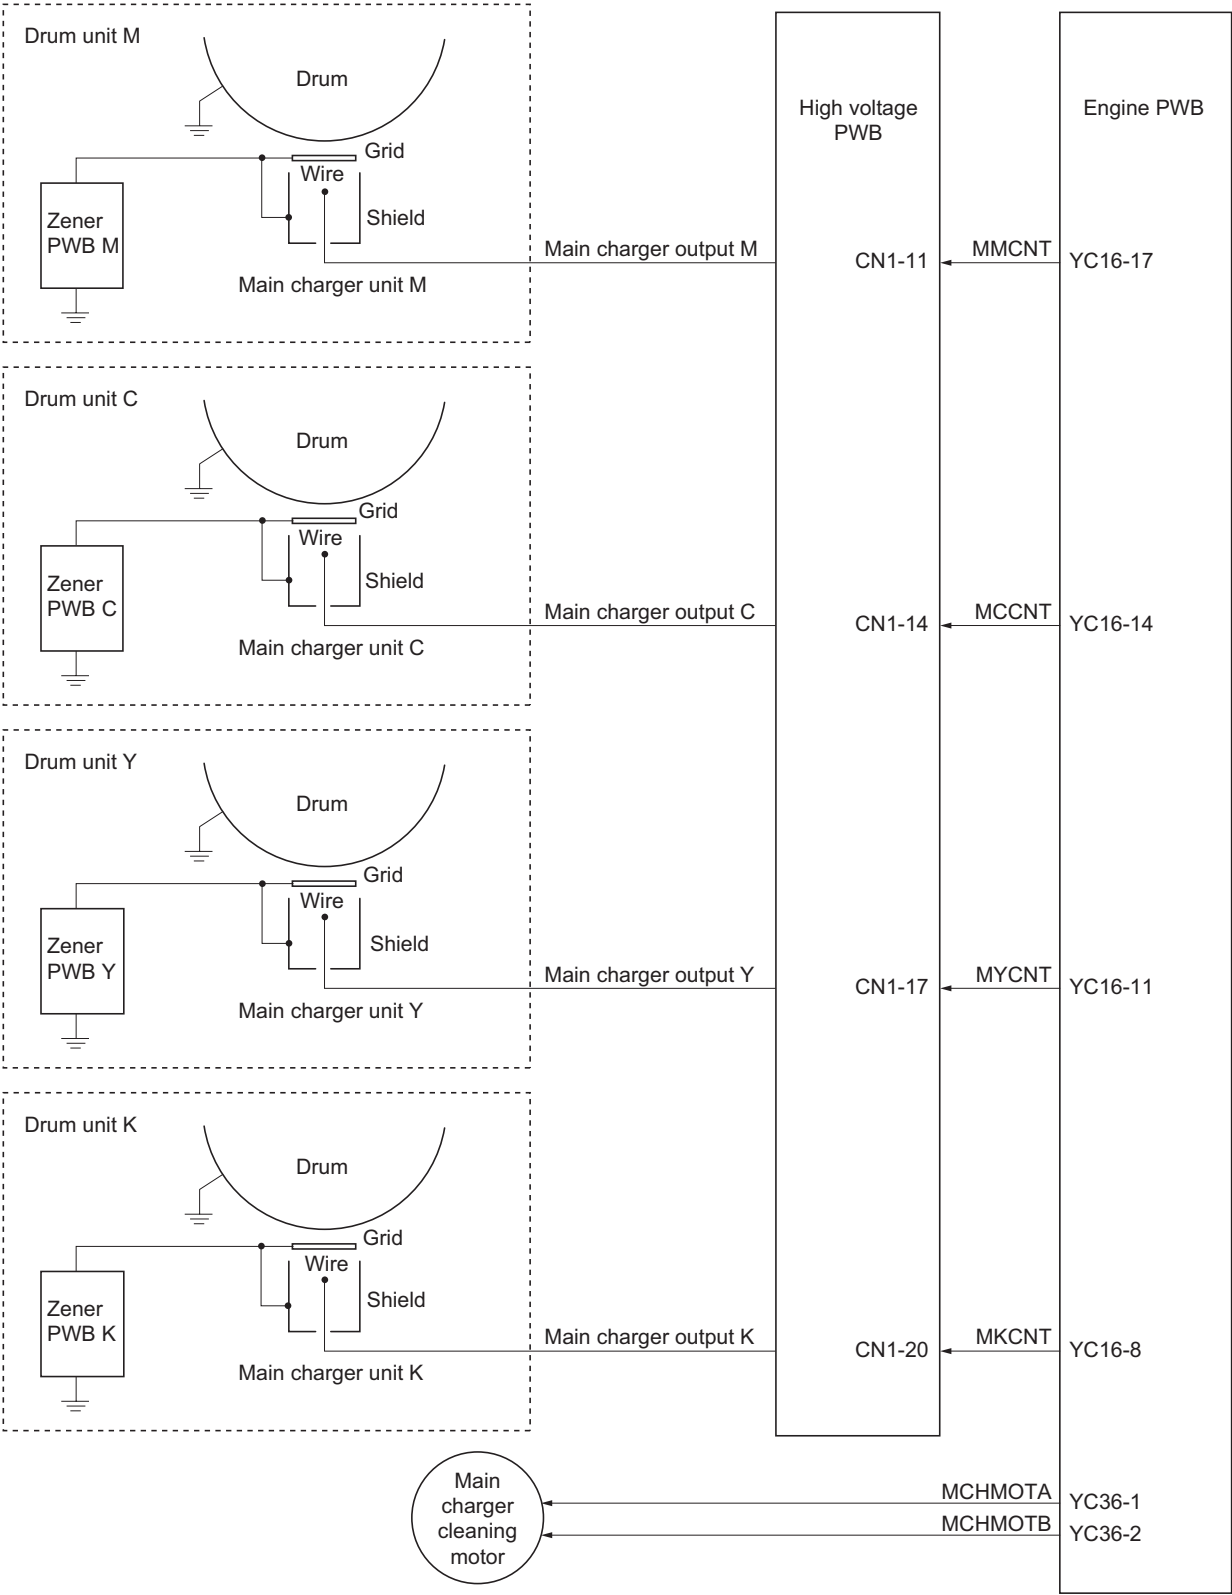 Drum unit M
Drum
Grid
Wire
Shield
Zener
PWB M
Main charger unit M
Main charger output M
High voltage
PWB
Engine PWB
CN1-11
MMCNT
YC16-17
Drum unit C
Drum
Grid
Wire
Shield
Zener
PWB C
Main charger unit C
Main charger output C
CN1-14
MCCNT
YC16-14
Drum unit Y
Drum
Grid
Wire
Shield
Zener
PWB Y
Main charger unit Y
Main charger output Y
CN1-17
MYCNT
YC16-11
Drum unit K
Drum
Grid
Wire
Shield
Zener
PWB K
Main charger unit K
Main charger output K
CN1-20
MKCNT
YC16-8
Main
charger
cleaning
motor
MCHMOTA
YC36-1
MCHMOTB
YC36-2